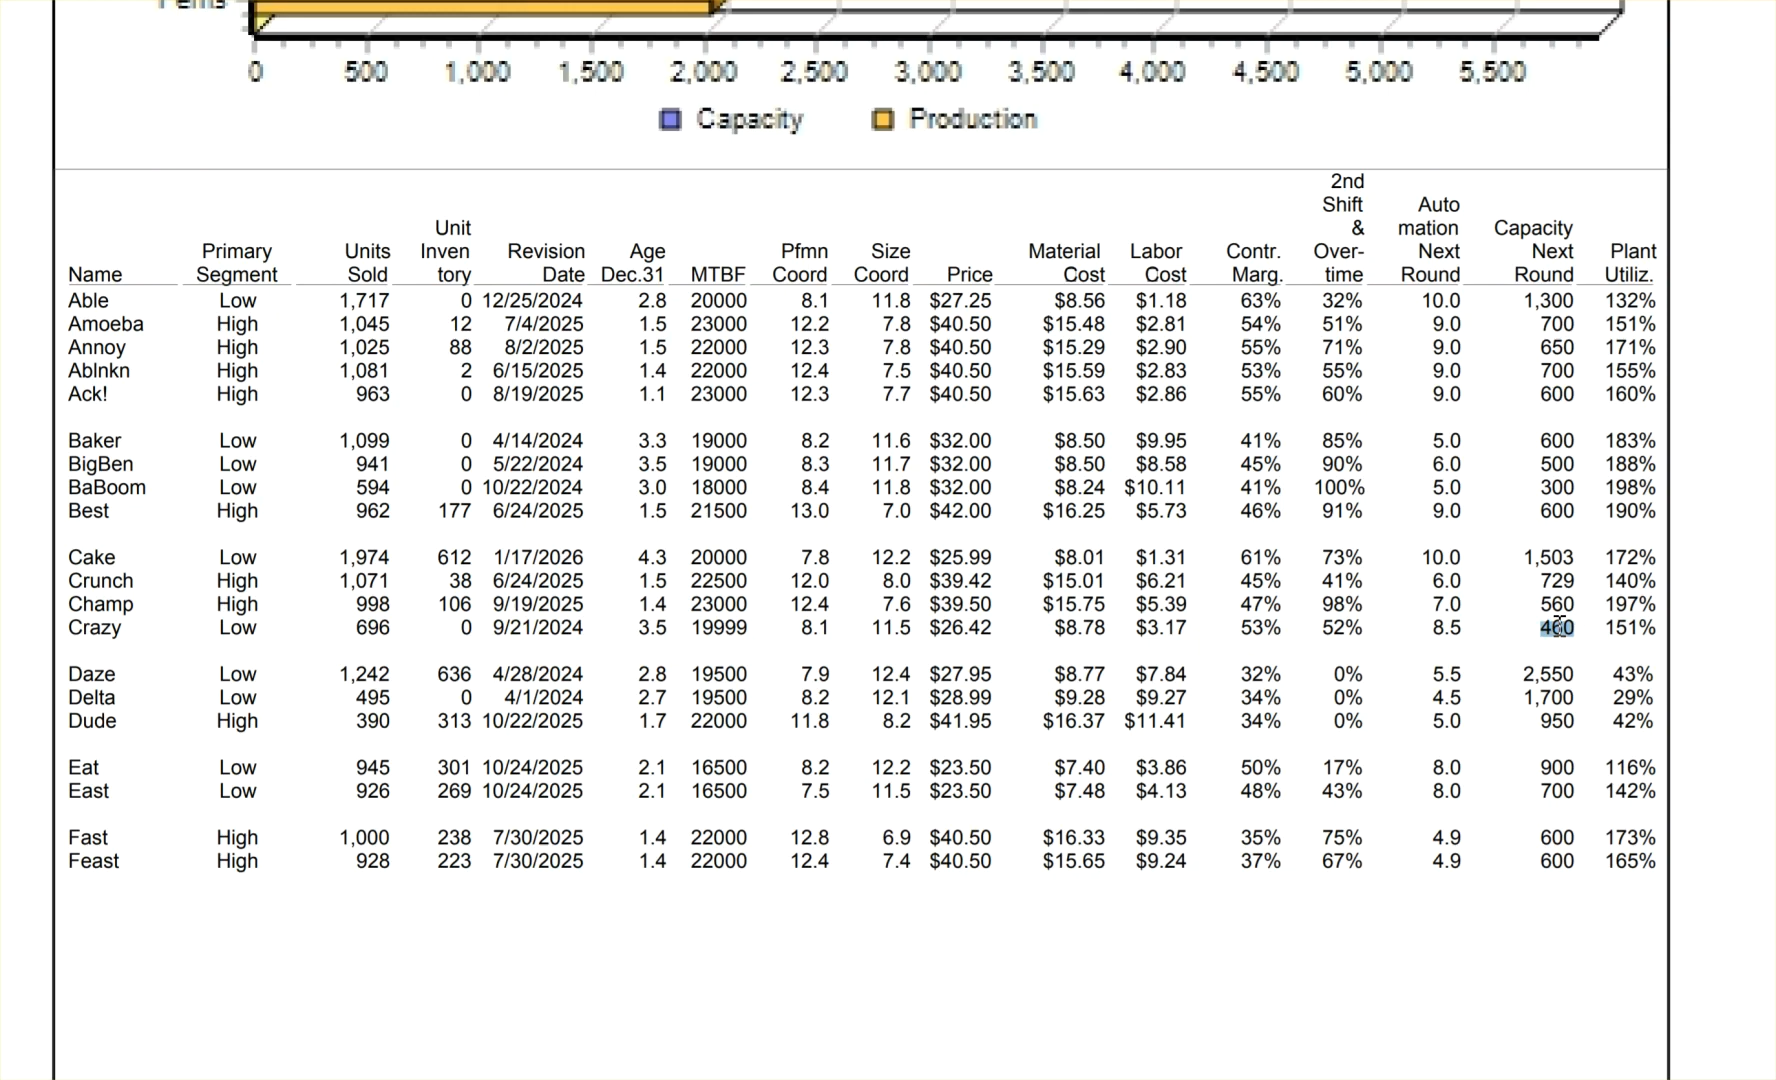 0 500 1,000 1,500 2,000 2,500 3,000 3,500 4,000 4,500 5,000 5,500
Capacity Production
Name Primary Segment Units Sold Unit Inven tory Revision Date Age Dec.31 MTBF Pfmn Coord Size Coord Price Material Cost Labor Cost Contr. Marg. 2nd Shift & Over- time Auto mation Next Round Capacity Next Round Plant Utiliz.
Able Low 1,717 0 12/25/2024 2.8 20000 8.1 11.8 $27.25 $8.56 $1.18 63% 32% 10.0 1,300 132%
Amoeba High 1,045 12 7/4/2025 1.5 23000 12.2 7.8 $40.50 $15.48 $2.81 54% 51% 9.0 700 151%
Annoy High 1,025 88 8/2/2025 1.5 22000 12.3 7.8 $40.50 $15.29 $2.90 55% 71% 9.0 650 171%
Ablnkn High 1,081 2 6/15/2025 1.4 22000 12.4 7.5 $40.50 $15.59 $2.83 53% 55% 9.0 700 155%
Ack! High 963 0 8/19/2025 1.1 23000 12.3 7.7 $40.50 $15.63 $2.86 55% 60% 9.0 600 160%
Baker Low 1,099 0 4/14/2024 3.3 19000 8.2 11.6 $32.00 $8.50 $9.95 41% 85% 5.0 600 183%
BigBen Low 941 0 5/22/2024 3.5 19000 8.3 11.7 $32.00 $8.50 $8.58 45% 90% 6.0 500 188%
BaBoom Low 594 0 10/22/2024 3.0 18000 8.4 11.8 $32.00 $8.24 $10.11 41% 100% 5.0 300 198%
Best High 962 177 6/24/2025 1.5 21500 13.0 7.0 $42.00 $16.25 $5.73 46% 91% 9.0 600 190%
Cake Low 1,974 612 1/17/2026 4.3 20000 7.8 12.2 $25.99 $8.01 $1.31 61% 73% 10.0 1,503 172%
Crunch High 1,071 38 6/24/2025 1.5 22500 12.0 8.0 $39.42 $15.01 $6.21 45% 41% 6.0 729 140%
Champ High 998 106 9/19/2025 1.4 23000 12.4 7.6 $39.50 $15.75 $5.39 47% 98% 7.0 560 197%
Crazy Low 696 0 9/21/2024 3.5 19999 8.1 11.5 $26.42 $8.78 $3.17 53% 52% 8.5 460 151%
Daze Low 1,242 636 4/28/2024 2.8 19500 7.9 12.4 $27.95 $8.77 $7.84 32% 0% 5.5 2,550 43%
Delta Low 495 0 4/1/2024 2.7 19500 8.2 12.1 $28.99 $9.28 $9.27 34% 0% 4.5 1,700 29%
Dude High 390 313 10/22/2025 1.7 22000 11.8 8.2 $41.95 $16.37 $11.41 34% 0% 5.0 950 42%
Eat Low 945 301 10/24/2025 2.1 16500 8.2 12.2 $23.50 $7.40 $3.86 50% 17% 8.0 900 116%
East Low 926 269 10/24/2025 2.1 16500 7.5 11.5 $23.50 $7.48 $4.13 48% 43% 8.0 700 142%
Fast High 1,000 238 7/30/2025 1.4 22000 12.8 6.9 $40.50 $16.33 $9.35 35% 75% 4.9 600 173%
Feast High 928 223 7/30/2025 1.4 22000 12.4 7.4 $40.50 $15.65 $9.24 37% 67% 4.9 600 165%